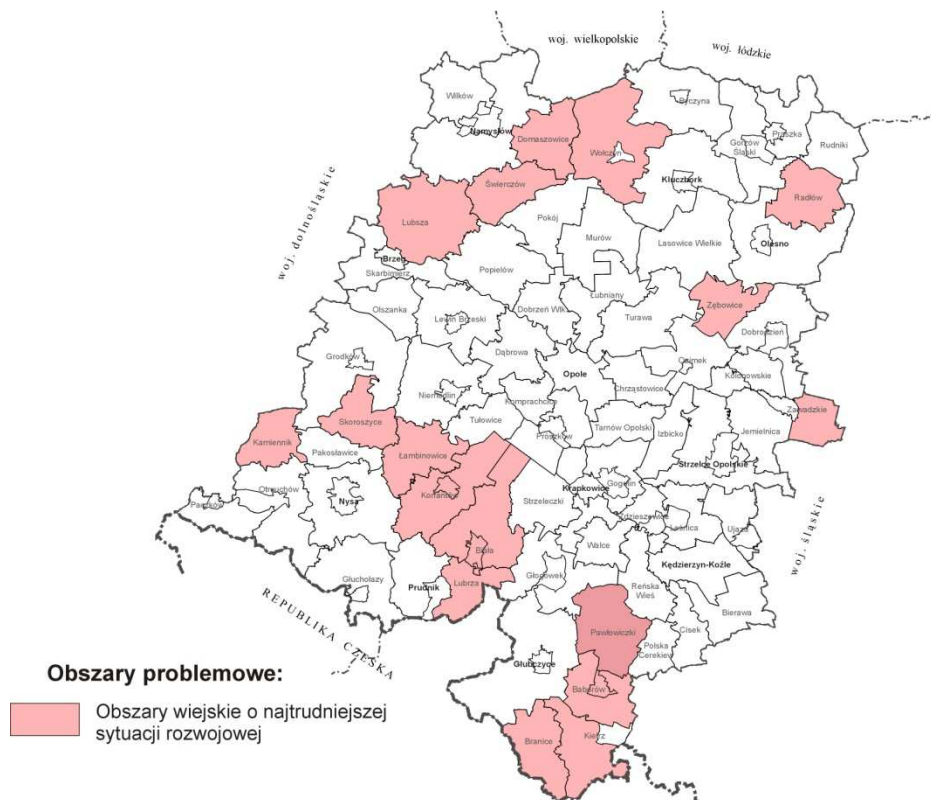 woj. wielkopolskie
woj. łódzkie
Wilków
Byczyna
Namysłów
Domaszowice
Wołczyn
Gorzów
Śląski
Praszka
Rudniki
Kluczbork
Świerczów
Radłów
Lubsza
Pokój
Murów
Lasowice Wielkie
Olesno
woj. dolnośląskie
Brzeg
Skarbimierz
Popielów
Olszanka
Lewin Brzeski
Dobrzeń Wlk.
Łubniany
Turawa
Zębowice
Dobrodzień
Grodków
Dąbrowa
Opole
Ozimek
Kolonowskie
Niemodlin
Komprachcice
Chrząstowice
Zawadzkie
Skoroszyce
Tułowice
Prószków
Tarnów Opolski
Izbicko
Jemielnica
Kamiennik
Pakosławice
Łambinowice
Strzelce Opolskie
Otmuchów
Nysa
Korfantów
Krapkowice
Gogolin
Paczków
Strzeleczki
Zdzieszowice
Leśnica
Ujazd
woj. śląskie
Biała
Walce
Kędzierzyn-Koźle
Głuchołazy
Prudnik
Lubrza
Głogówek
Reńska
Wieś
Bierawa
REPUBLIKA CZESKA
Pawłowiczki
Cisek
Polska
Cerekiew
Głubczyce
Baborów
Branice
Kietrz
Obszary problemowe:
Obszary wiejskie o najtrudniejszej
sytuacji rozwojowej